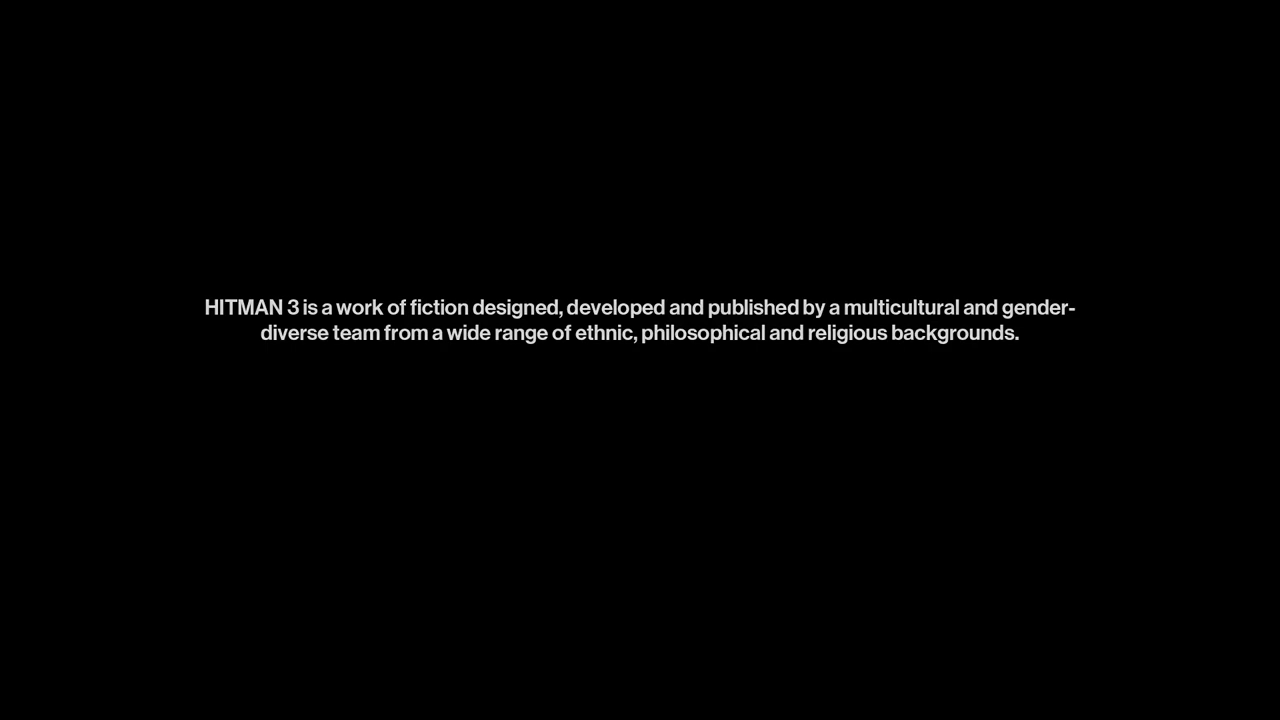 HITMAN 3 is a work of fiction designed, developed and published by a multicultural and gender-
diverse team from a wide range of ethnic, philosophical and religious backgrounds.